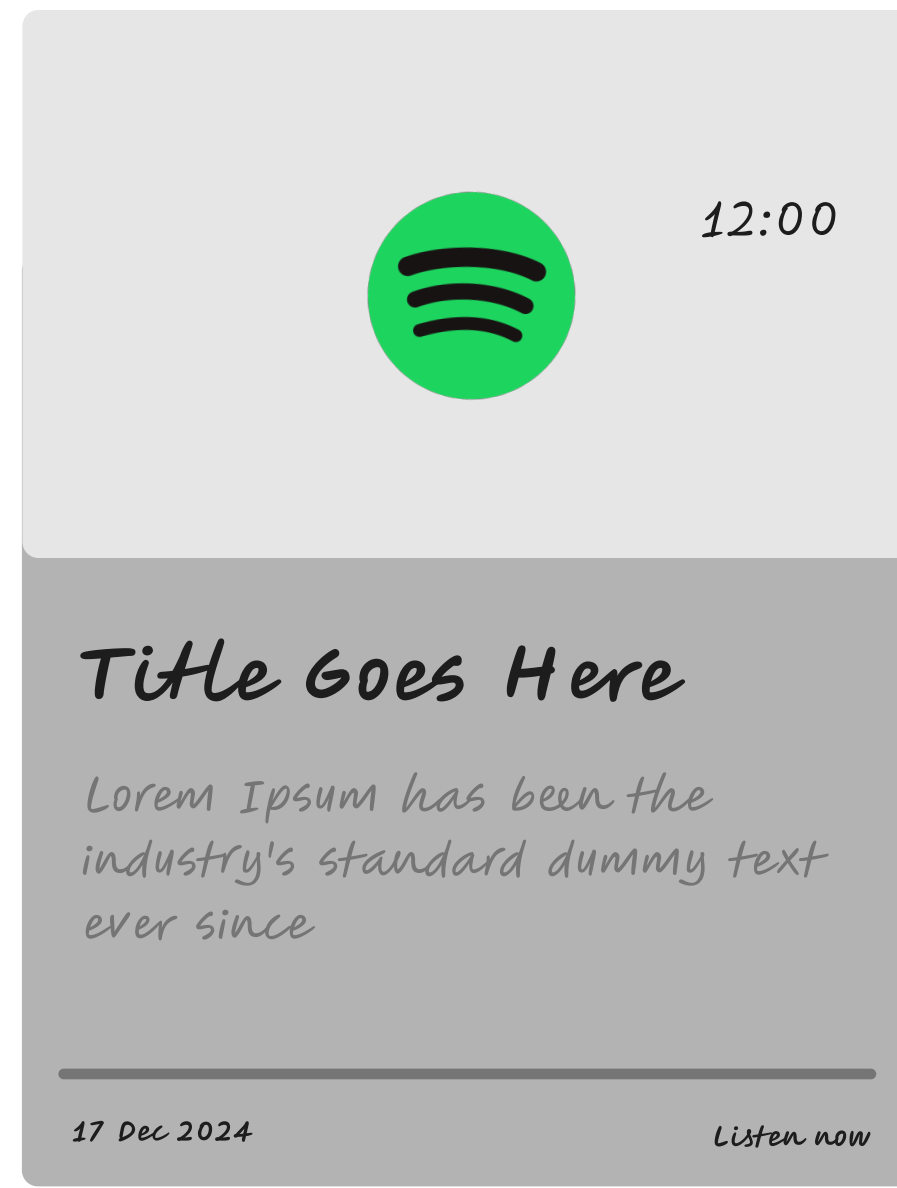 12:00
Title Goes Here
Lorem Ipsum has been the
industry's standard dummy text
ever since
17 Dec 2024
Listen now